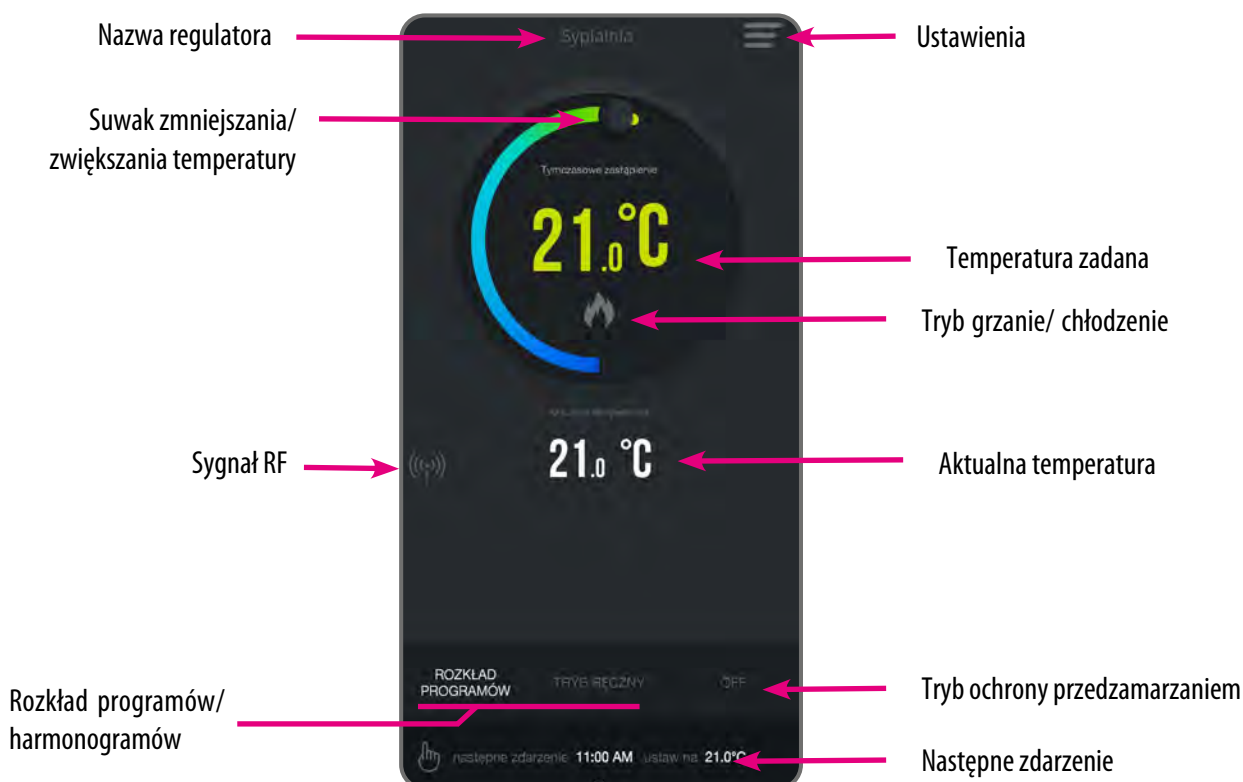 Nazwa regulatora
Sypialnia
Ustawienia
Suwak zmniejszania/
zwiększania temperatury
Tymczasowe zastąpienie
21.0°C
Temperatura zadana
Tryb grzanie/ chłodzenie
Sygnał RF
21.0 °C
Aktualna temperatura
ROZKŁAD
PROGRAMÓW
TRYB RĘCZNY
OFF
Rozkład programów/
harmonogramów
Tryb ochrony przedzamarzaniem
następne zdarzenie 11:00 AM ustaw na 21.0°C
Następne zdarzenie